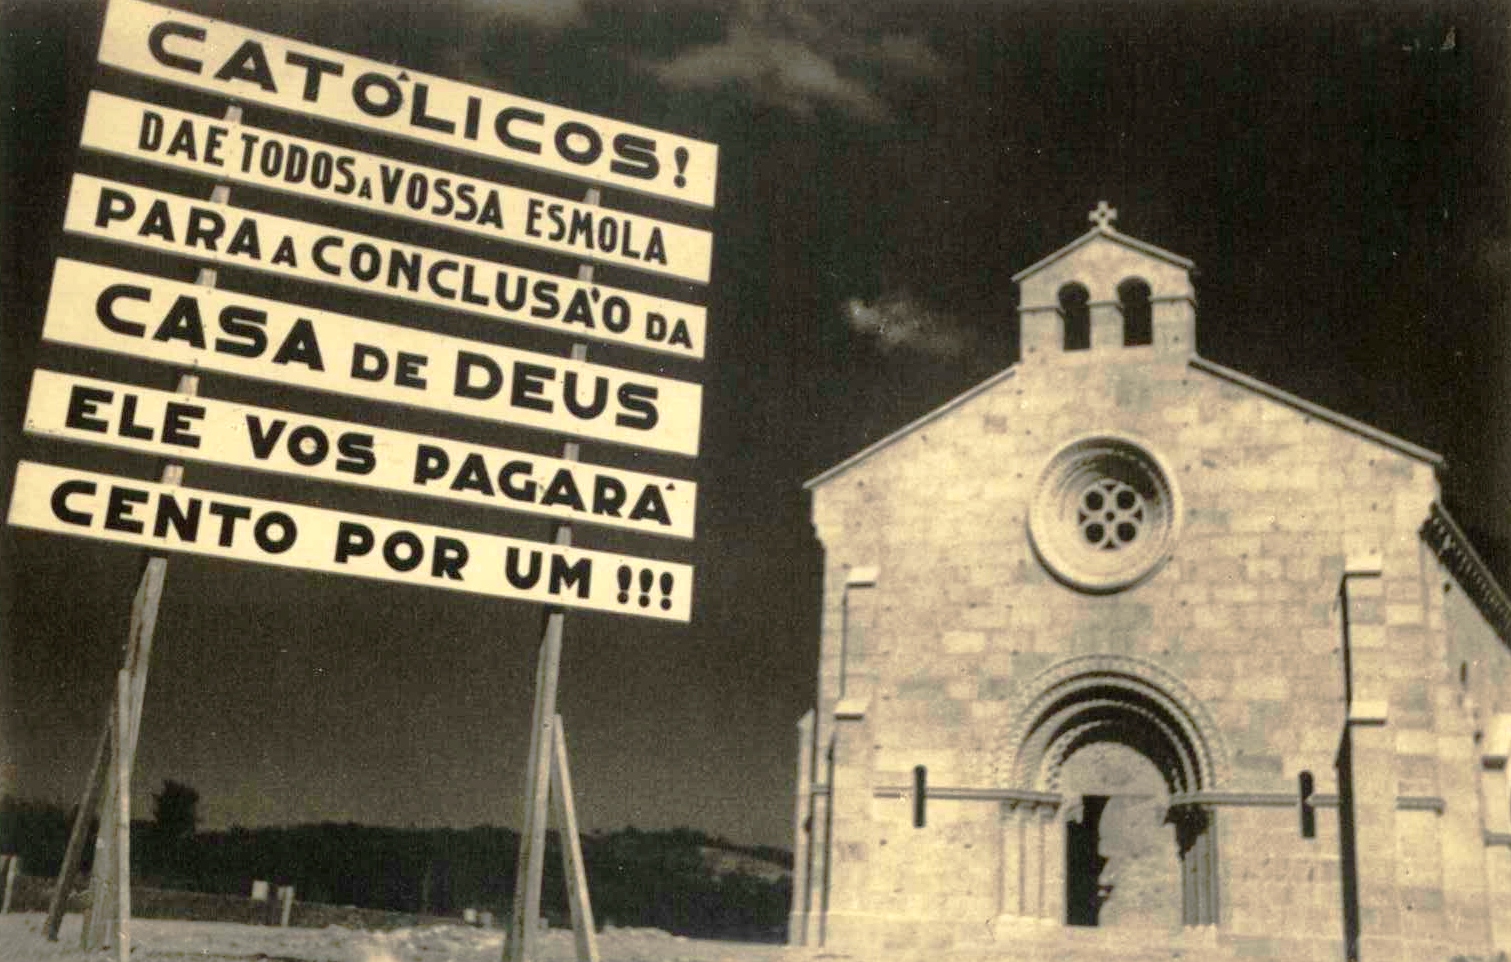 CATÓLICOS!
DAE TODOS A VOSSA ESMOLA
PARA A CONCLUSÃO DA
CASA DE DEUS
ELE VOS PAGARÁ
CENTO POR UM !!!